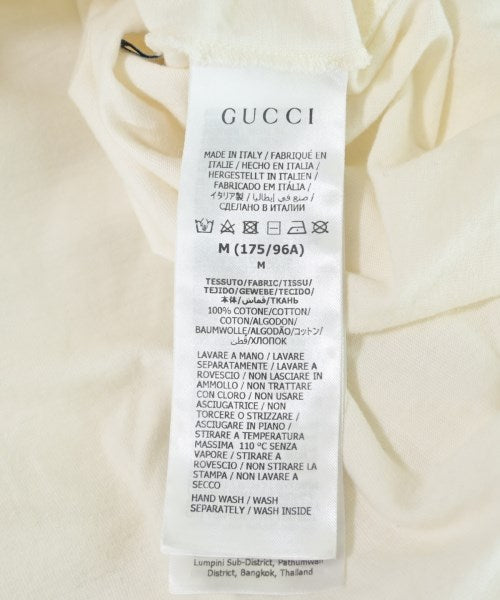 GUCCI
MADE IN ITALY / FABRIQUÉ EN
ITALIE / HECHO EN ITALIA /
HERGESTELLT IN ITALIEN /
FABRICADO EM ITÁLIA /
イタリア製 / صنع في إيطاليا /
СДЕЛАНО В ИТАЛИИ
M (175/96A)
M
TESSUTO/FABRIC/TISSU/
TEJIDO/GEWEBE/TECIDO/
本体/قماش/ТКАНЬ
100% COTONE/COTTON/
COTON/ALGODON/
BAUMWOLLE/ALGODÃO/コットン/
قطن/ХЛОПОК
LAVARE A MANO / LAVARE
SEPARATAMENTE / LAVARE A
ROVESCIO / NON LASCIARE IN
AMMOLLO / NON TRATTARE
CON CLORO / NON USARE
ASCIUGATRICE / NON
TORCERE O STRIZZARE /
ASCIUGARE IN PIANO /
STIRARE A TEMPERATURA
MASSIMA 110 °C SENZA
VAPORE / STIRARE A
ROVESCIO / NON STIRARE LA
STAMPA / NON LAVARE A
SECCO
HAND WASH / WASH
SEPARATELY / WASH INSIDE
Lumpini Sub-District, Pathumwan
District, Bangkok, Thailand